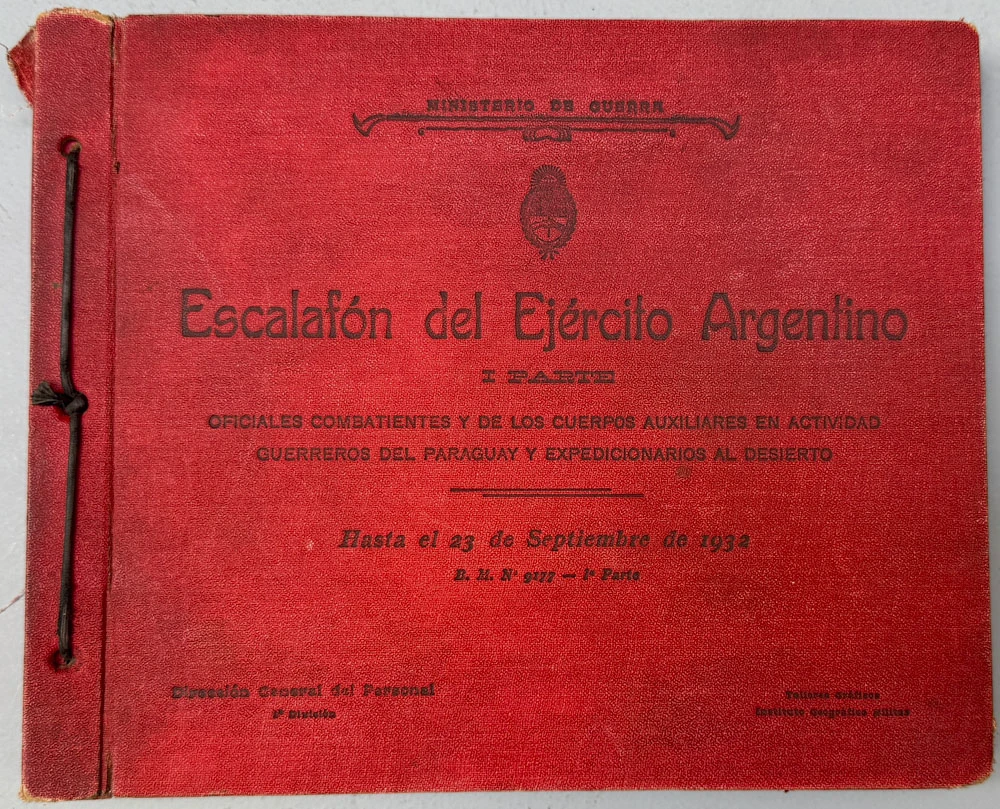 MINISTERIO DE GUERRA
Escalafón del Ejército Argentino
I PARTE
OFICIALES COMBATIENTES Y DE LOS CUERPOS AUXILIARES EN ACTIVIDAD
GUERREROS DEL PARAGUAY Y EXPEDICIONARIOS AL DESIERTO
Hasta el 23 de Septiembre de 1932
B. M. Nº 9177 — 1ª Parte
Dirección General del Personal
1ª División
Talleres Gráficos
Instituto Geográfico Militar